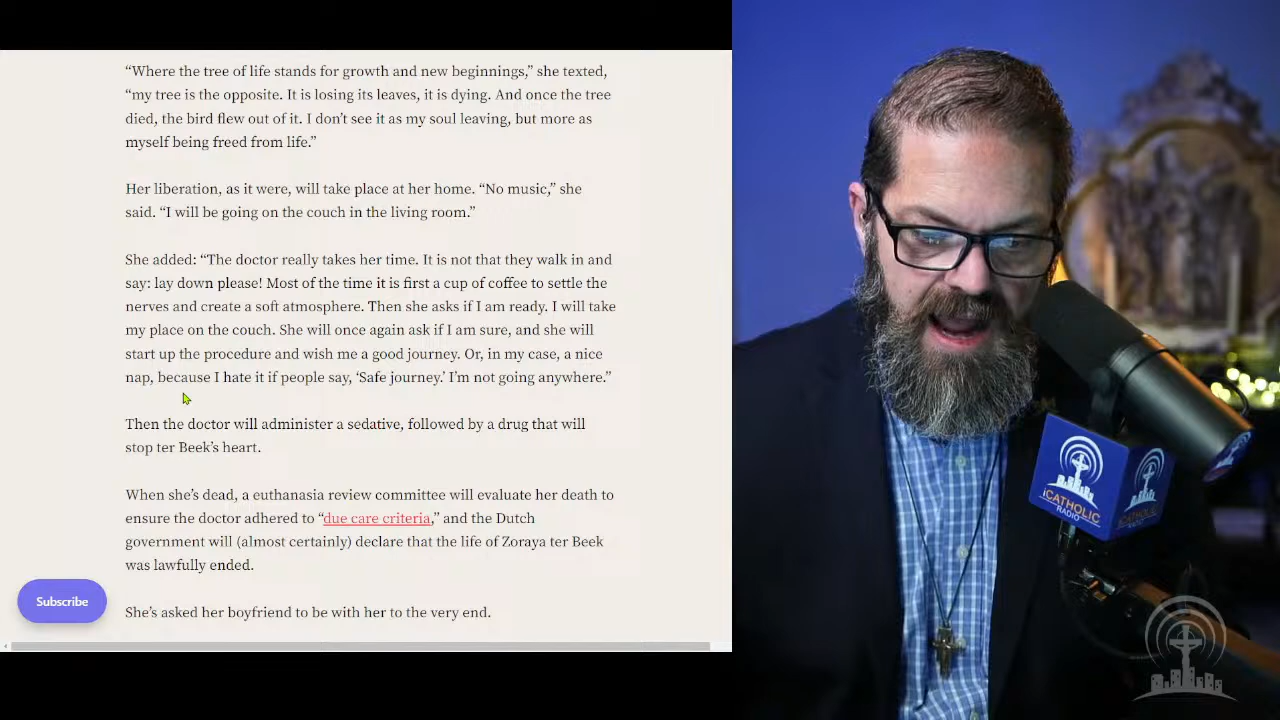 “Where the tree of life stands for growth and new beginnings,” she texted,
“my tree is the opposite. It is losing its leaves, it is dying. And once the tree
died, the bird flew out of it. I don’t see it as my soul leaving, but more as
myself being freed from life.”
Her liberation, as it were, will take place at her home. “No music,” she
said. “I will be going on the couch in the living room.”
She added: “The doctor really takes her time. It is not that they walk in and
say: lay down please! Most of the time it is first a cup of coffee to settle the
nerves and create a soft atmosphere. Then she asks if I am ready. I will take
my place on the couch. She will once again ask if I am sure, and she will
start up the procedure and wish me a good journey. Or, in my case, a nice
nap, because I hate it if people say, ‘Safe journey.’ I’m not going anywhere.”
Then the doctor will administer a sedative, followed by a drug that will
stop ter Beek’s heart.
When she’s dead, a euthanasia review committee will evaluate her death to
ensure the doctor adhered to “due care criteria,” and the Dutch
government will (almost certainly) declare that the life of Zoraya ter Beek
was lawfully ended.
Subscribe
She’s asked her boyfriend to be with her to the very end.
iCATHOLIC
RADIO